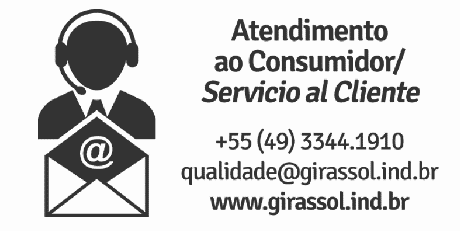 @
Atendimento
ao Consumidor/
Servicio al Cliente
+55 (49) 3344.1910
qualidade@girassol.ind.br
www.girassol.ind.br